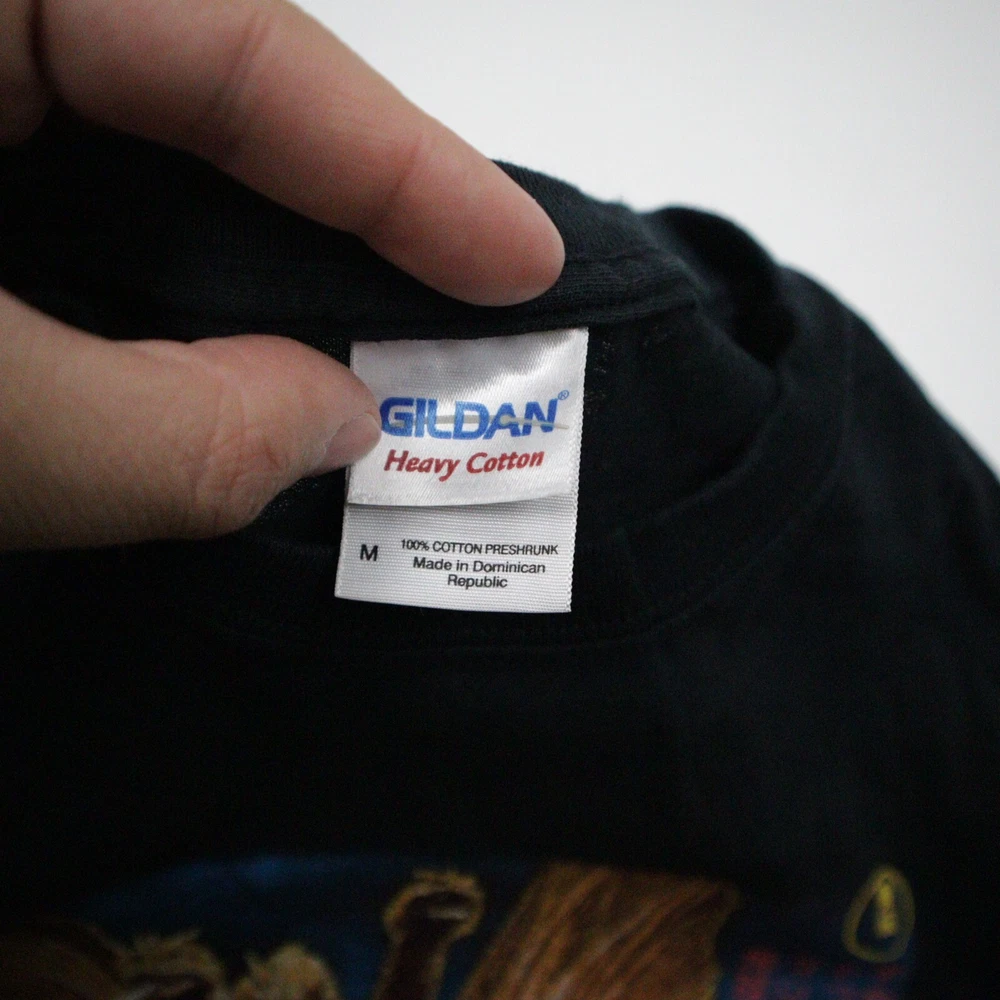 GILDAN®
Heavy Cotton
M
100% COTTON PRESHRUNK
Made in Dominican
Republic